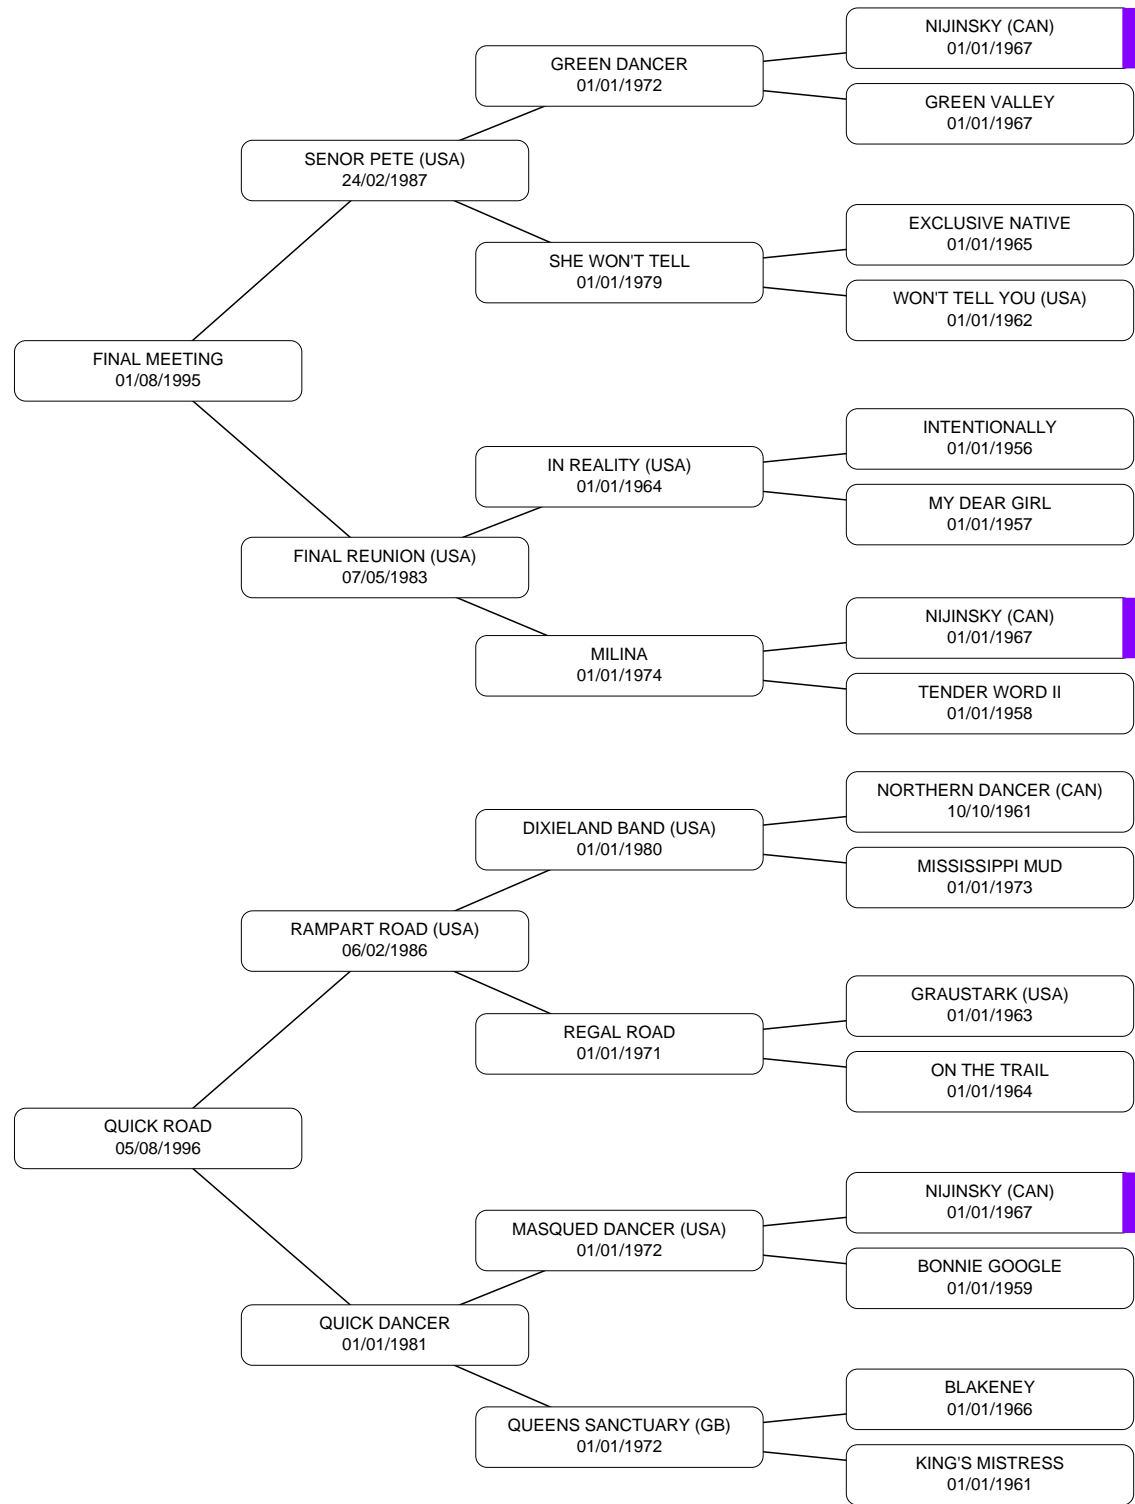 NIJINSKY (CAN)
01/01/1967
GREEN DANCER
01/01/1972
GREEN VALLEY
01/01/1967
SENOR PETE (USA)
24/02/1987
EXCLUSIVE NATIVE
01/01/1965
SHE WON'T TELL
01/01/1979
WON'T TELL YOU (USA)
01/01/1962
FINAL MEETING
01/08/1995
INTENTIONALLY
01/01/1956
IN REALITY (USA)
01/01/1964
MY DEAR GIRL
01/01/1957
FINAL REUNION (USA)
07/05/1983
NIJINSKY (CAN)
01/01/1967
MILINA
01/01/1974
TENDER WORD II
01/01/1958
NORTHERN DANCER (CAN)
10/10/1961
DIXIELAND BAND (USA)
01/01/1980
MISSISSIPPI MUD
01/01/1973
RAMPART ROAD (USA)
06/02/1986
GRAUSTARK (USA)
01/01/1963
REGAL ROAD
01/01/1971
ON THE TRAIL
01/01/1964
QUICK ROAD
05/08/1996
NIJINSKY (CAN)
01/01/1967
MASQUED DANCER (USA)
01/01/1972
BONNIE GOOGLE
01/01/1959
QUICK DANCER
01/01/1981
BLAKENEY
01/01/1966
QUEENS SANCTUARY (GB)
01/01/1972
KING'S MISTRESS
01/01/1961